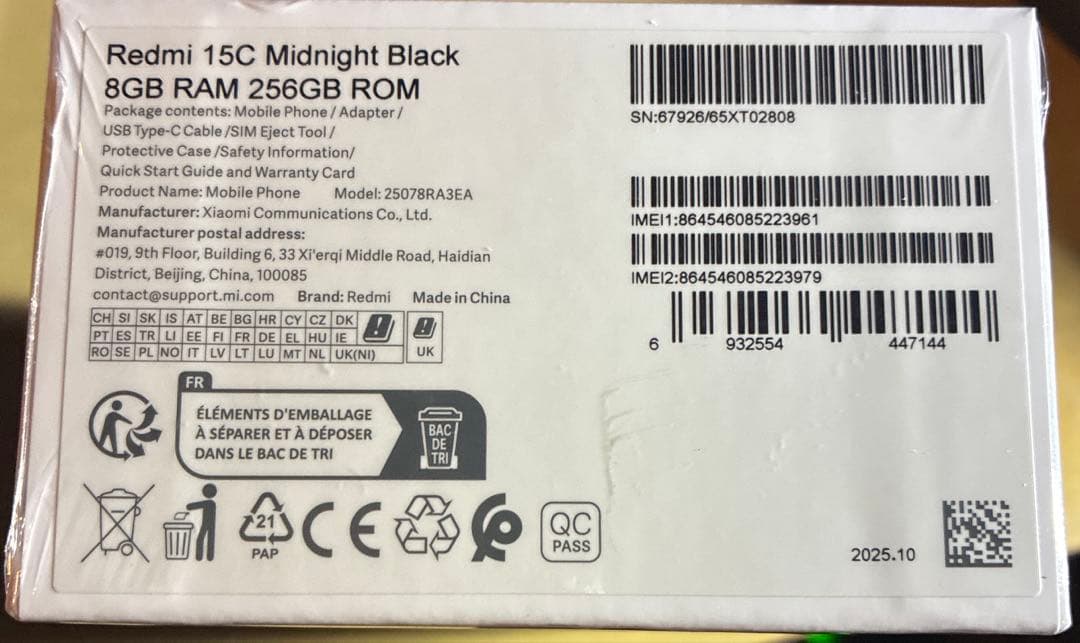 Redmi 15C Midnight Black
8GB RAM 256GB ROM
Package contents: Mobile Phone / Adapter /
USB Type-C Cable /SIM Eject Tool /
Protective Case /Safety Information/
Quick Start Guide and Warranty Card
Product Name: Mobile Phone Model: 25078RA3EA
Manufacturer: Xiaomi Communications Co., Ltd.
Manufacturer postal address:
#019, 9th Floor, Building 6, 33 Xi'erqi Middle Road, Haidian
District, Beijing, China, 100085
contact@support.mi.com Brand: Redmi Made in China
CH SI SK IS AT BE BG HR CY CZ DK
PT ES TR LI EE FI FR DE EL HU IE
RO SE PL NO IT LV LT LU MT NL UK(NI)
UK
SN:67926/65XT02808
IMEI1:864546085223961
IMEI2:864546085223979
6 932554 447144
FR
ÉLÉMENTS D'EMBALLAGE
À SÉPARER ET À DÉPOSER
DANS LE BAC DE TRI
BAC
DE
TRI
21
PAP
CE
QC
PASS
2025.10